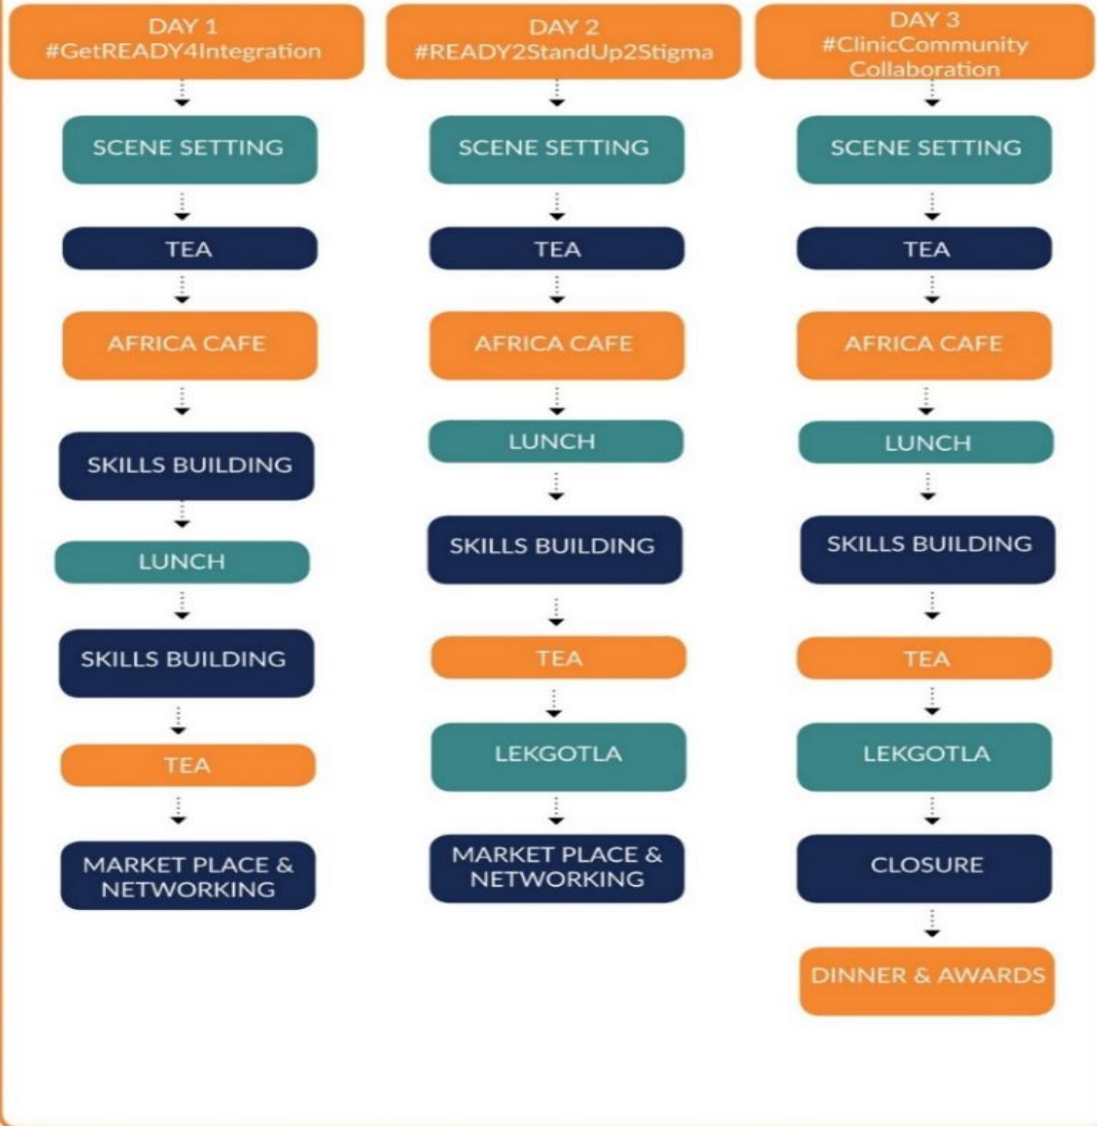 DAY 1
#GetREADY4Integration
SCENE SETTING
TEA
AFRICA CAFE
SKILLS BUILDING
LUNCH
SKILLS BUILDING
TEA
MARKET PLACE &
NETWORKING
DAY 2
#READY2StandUp2Stigma
SCENE SETTING
TEA
AFRICA CAFE
LUNCH
SKILLS BUILDING
TEA
LEKGOTLA
MARKET PLACE &
NETWORKING
DAY 3
#ClinicCommunity
Collaboration
SCENE SETTING
TEA
AFRICA CAFE
LUNCH
SKILLS BUILDING
TEA
LEKGOTLA
CLOSURE
DINNER & AWARDS